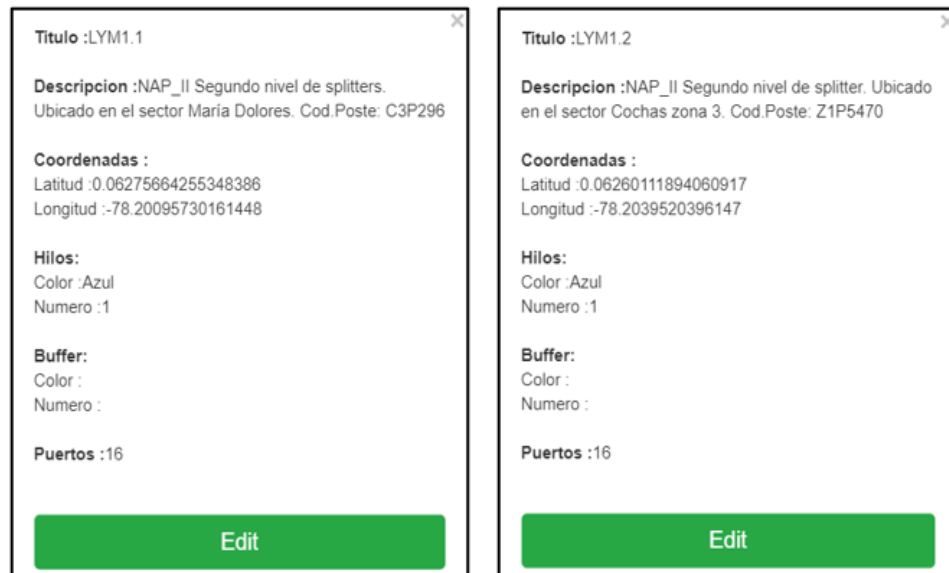 Titulo :LYM1.1
Descripcion :NAP_II Segundo nivel de splitters.
Ubicado en el sector María Dolores. Cod.Poste: C3P296
Coordenadas :
Latitud :0.06275664255348386
Longitud :-78.20095730161448
Hilos:
Color :Azul
Numero :1
Buffer:
Color :
Numero :
Puertos :16
Edit
Titulo :LYM1.2
Descripcion :NAP_II Segundo nivel de splitter. Ubicado
en el sector Cochas zona 3. Cod.Poste: Z1P5470
Coordenadas :
Latitud :0.06260111894060917
Longitud :-78.2039520396147
Hilos:
Color :Azul
Numero :1
Buffer:
Color :
Numero :
Puertos :16
Edit